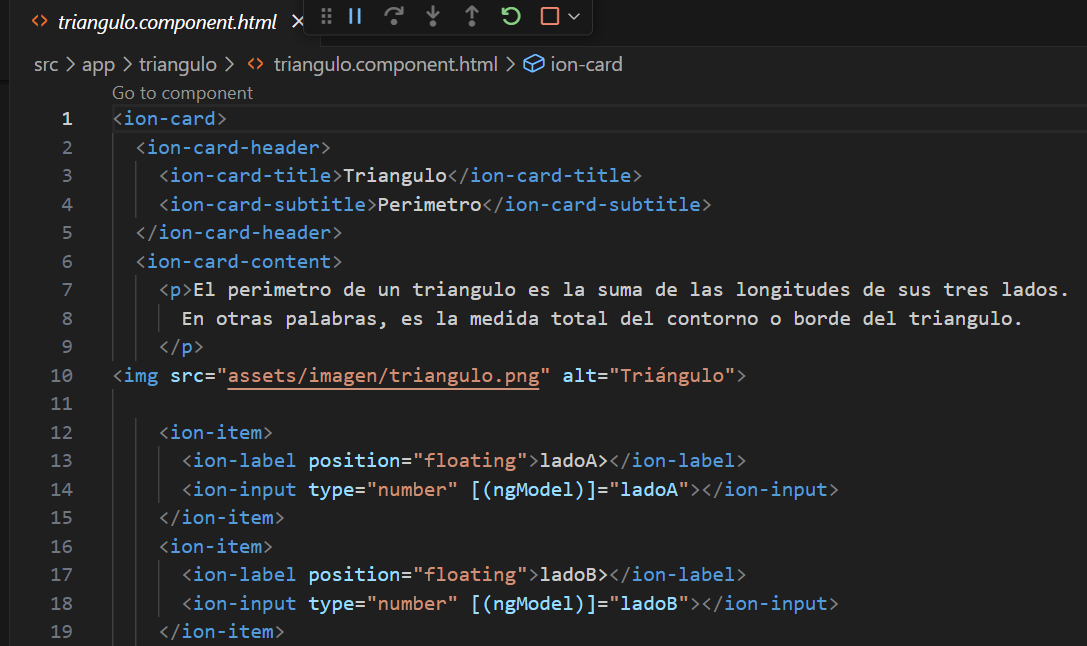 triangulo.component.html
src > app > triangulo > triangulo.component.html > ion-card
Go to component
1 <ion-card>
2 <ion-card-header>
3 <ion-card-title>Triangulo</ion-card-title>
4 <ion-card-subtitle>Perimetro</ion-card-subtitle>
5 </ion-card-header>
6 <ion-card-content>
7 <p>El perimetro de un triangulo es la suma de las longitudes de sus tres lados.
8 En otras palabras, es la medida total del contorno o borde del triangulo.
9 </p>
10 <img src="assets/imagen/triangulo.png" alt="Triángulo">
11
12 <ion-item>
13 <ion-label position="floating">ladoA></ion-label>
14 <ion-input type="number" [(ngModel)]="ladoA"></ion-input>
15 </ion-item>
16 <ion-item>
17 <ion-label position="floating">ladoB></ion-label>
18 <ion-input type="number" [(ngModel)]="ladoB"></ion-input>
19 </ion-item>